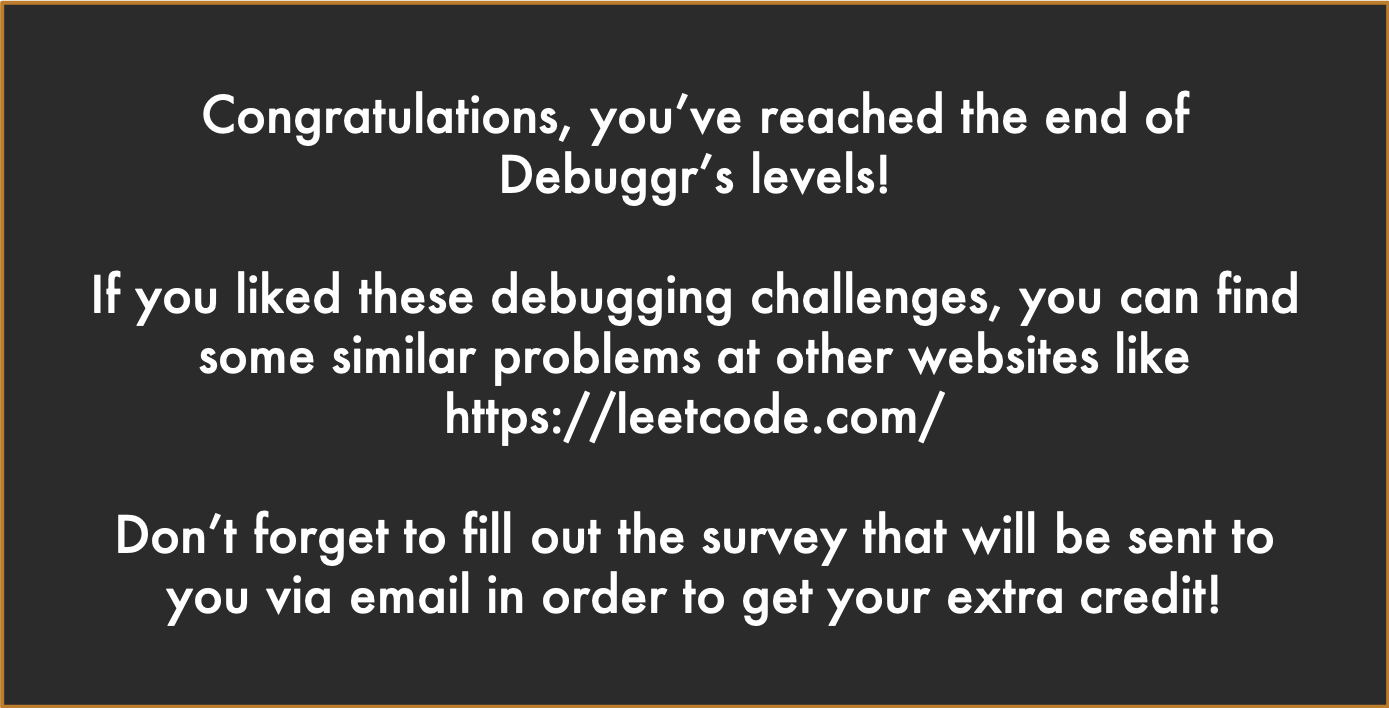 Congratulations, you’ve reached the end of
Debuggr’s levels!
If you liked these debugging challenges, you can find
some similar problems at other websites like
https://leetcode.com/
Don’t forget to fill out the survey that will be sent to
you via email in order to get your extra credit!